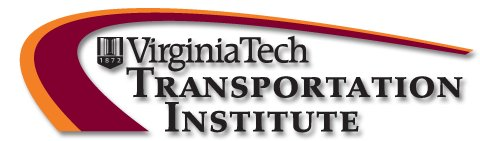 1872
VirginiaTech
TRANSPORTATION
INSTITUTE